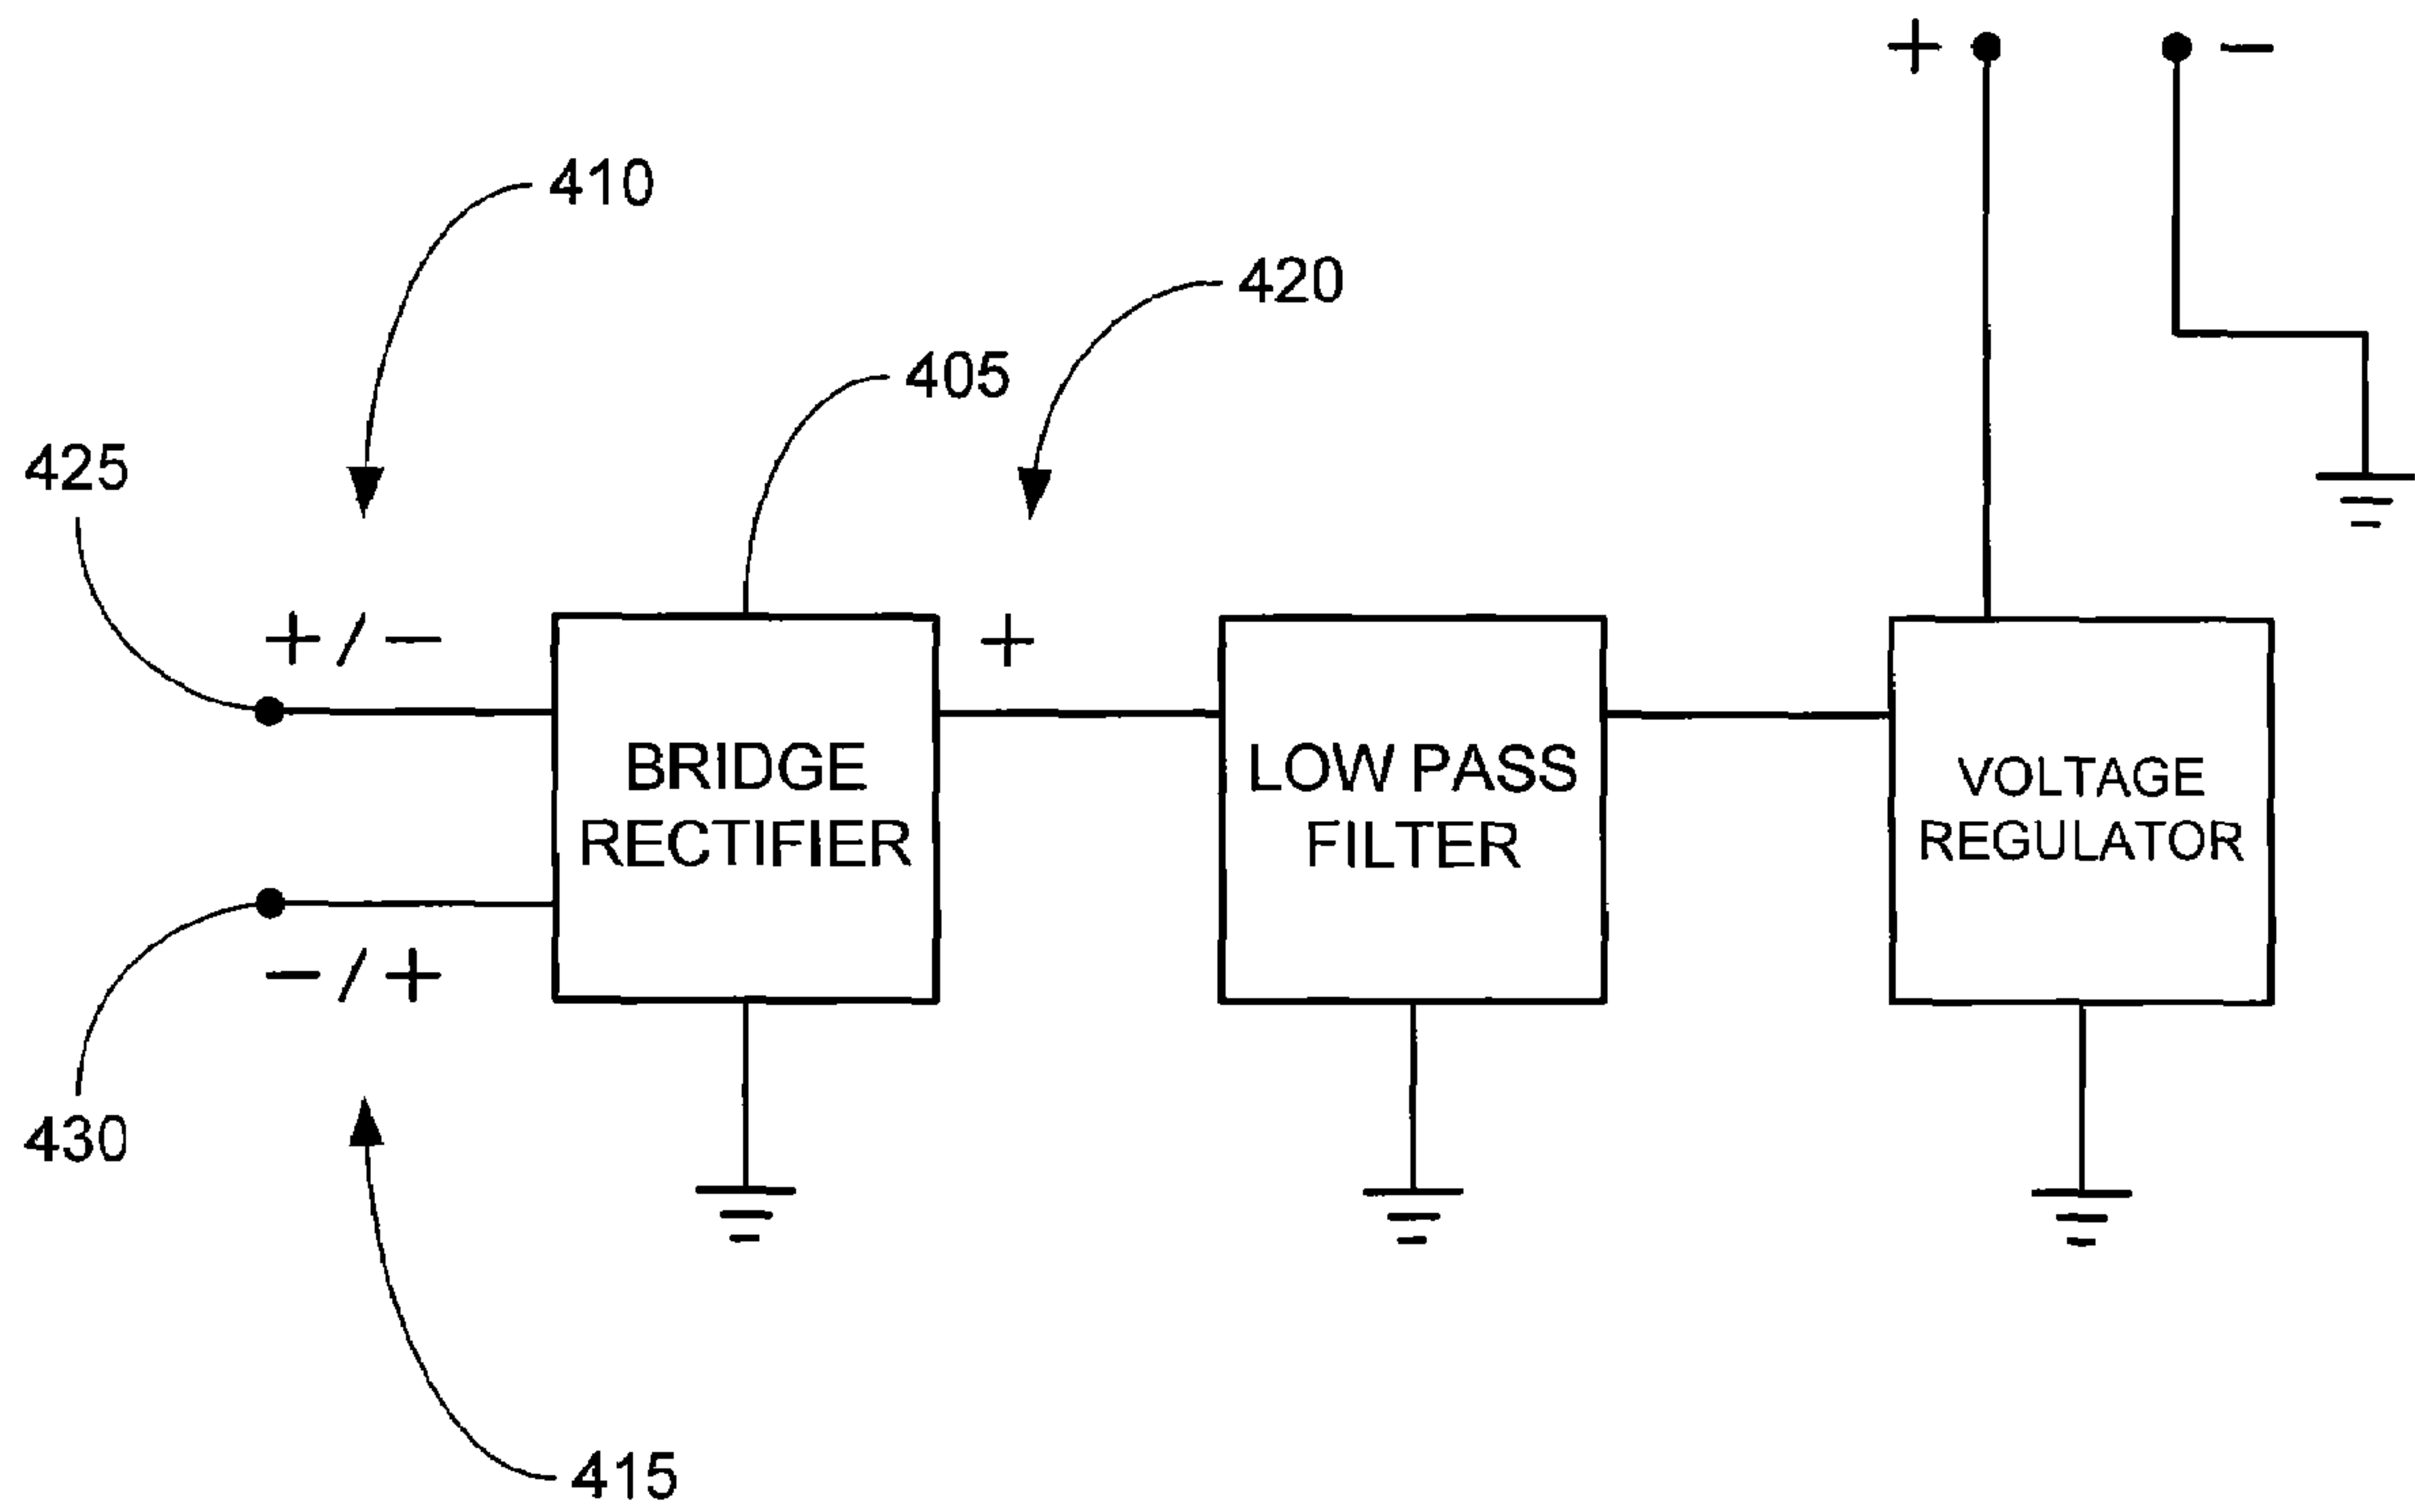 + −
410
420
405
425
+/−
+
BRIDGE
RECTIFIER
LOW PASS
FILTER
VOLTAGE
REGULATOR
−/+
430
415